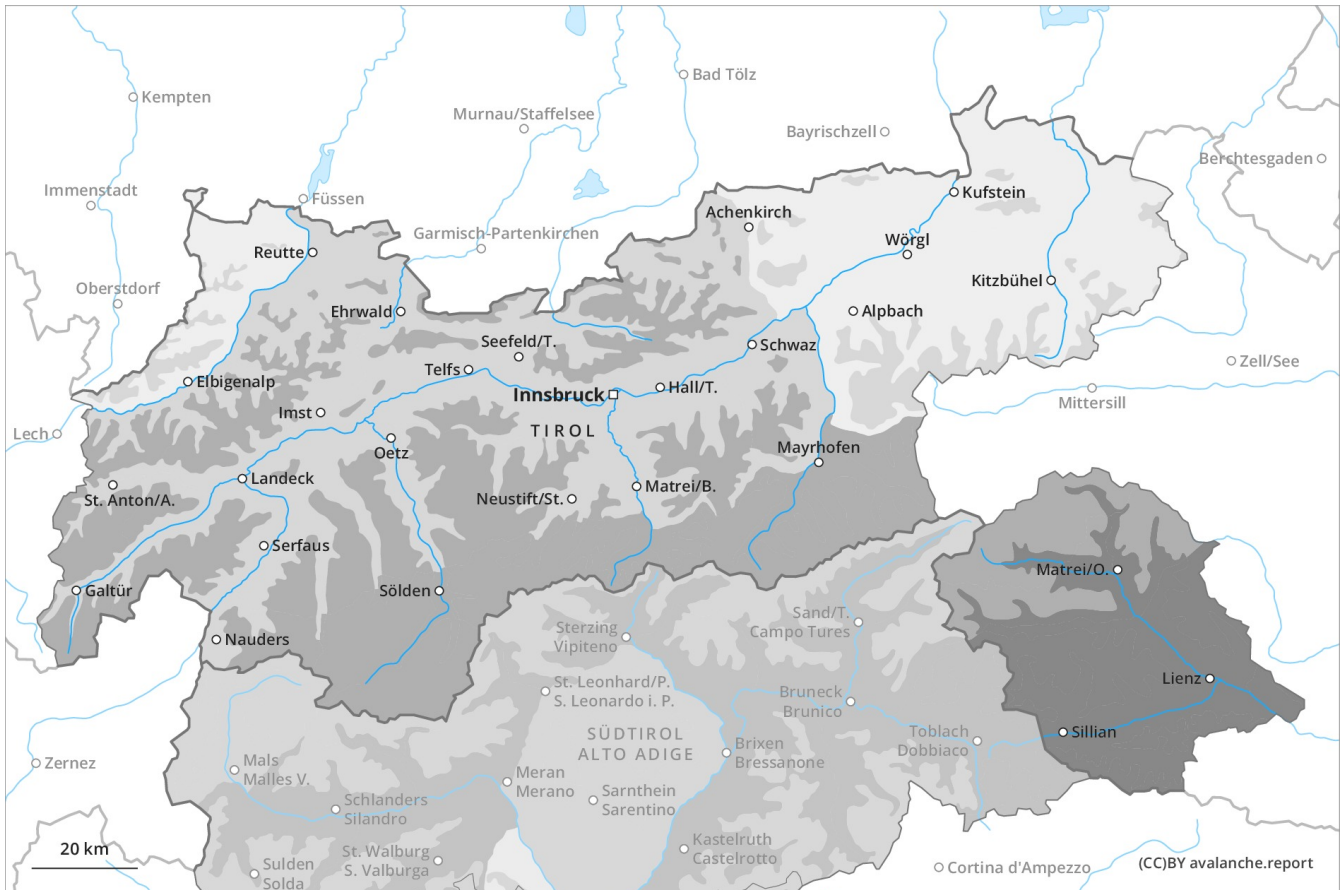 Bad Tölz
Kempten
Murnau/Staffelsee
Bayrischzell
Berchtesgaden
Immenstadt
Füssen
Kufstein
Achenkirch
Garmisch-Partenkirchen
Wörgl
Reutte
Kitzbühel
Oberstdorf
Ehrwald
Alpbach
Seefeld/T.
Schwaz
Zell/See
Telfs
Elbigenalp
Hall/T.
Innsbruck
Mittersill
Imst
Lech
TIROL
Oetz
Mayrhofen
Landeck
Matrei/B.
St. Anton/A.
Neustift/St.
Serfaus
Matrei/O.
Galtür
Sölden
Sand/T.
Campo Tures
Sterzing
Vipiteno
Nauders
Lienz
St. Leonhard/P.
S. Leonardo i. P.
Bruneck
Brunico
Toblach
Dobbiaco
Sillian
SÜDTIROL
ALTO ADIGE
Brixen
Bressanone
Zernez
Mals
Malles V.
Meran
Merano
Sarnthein
Sarentino
Schlanders
Silandro
Kastelruth
Castelrotto
20 km
St. Walburg
S. Valburga
Sulden
Solda
Cortina d'Ampezzo
(CC)BY avalanche.report